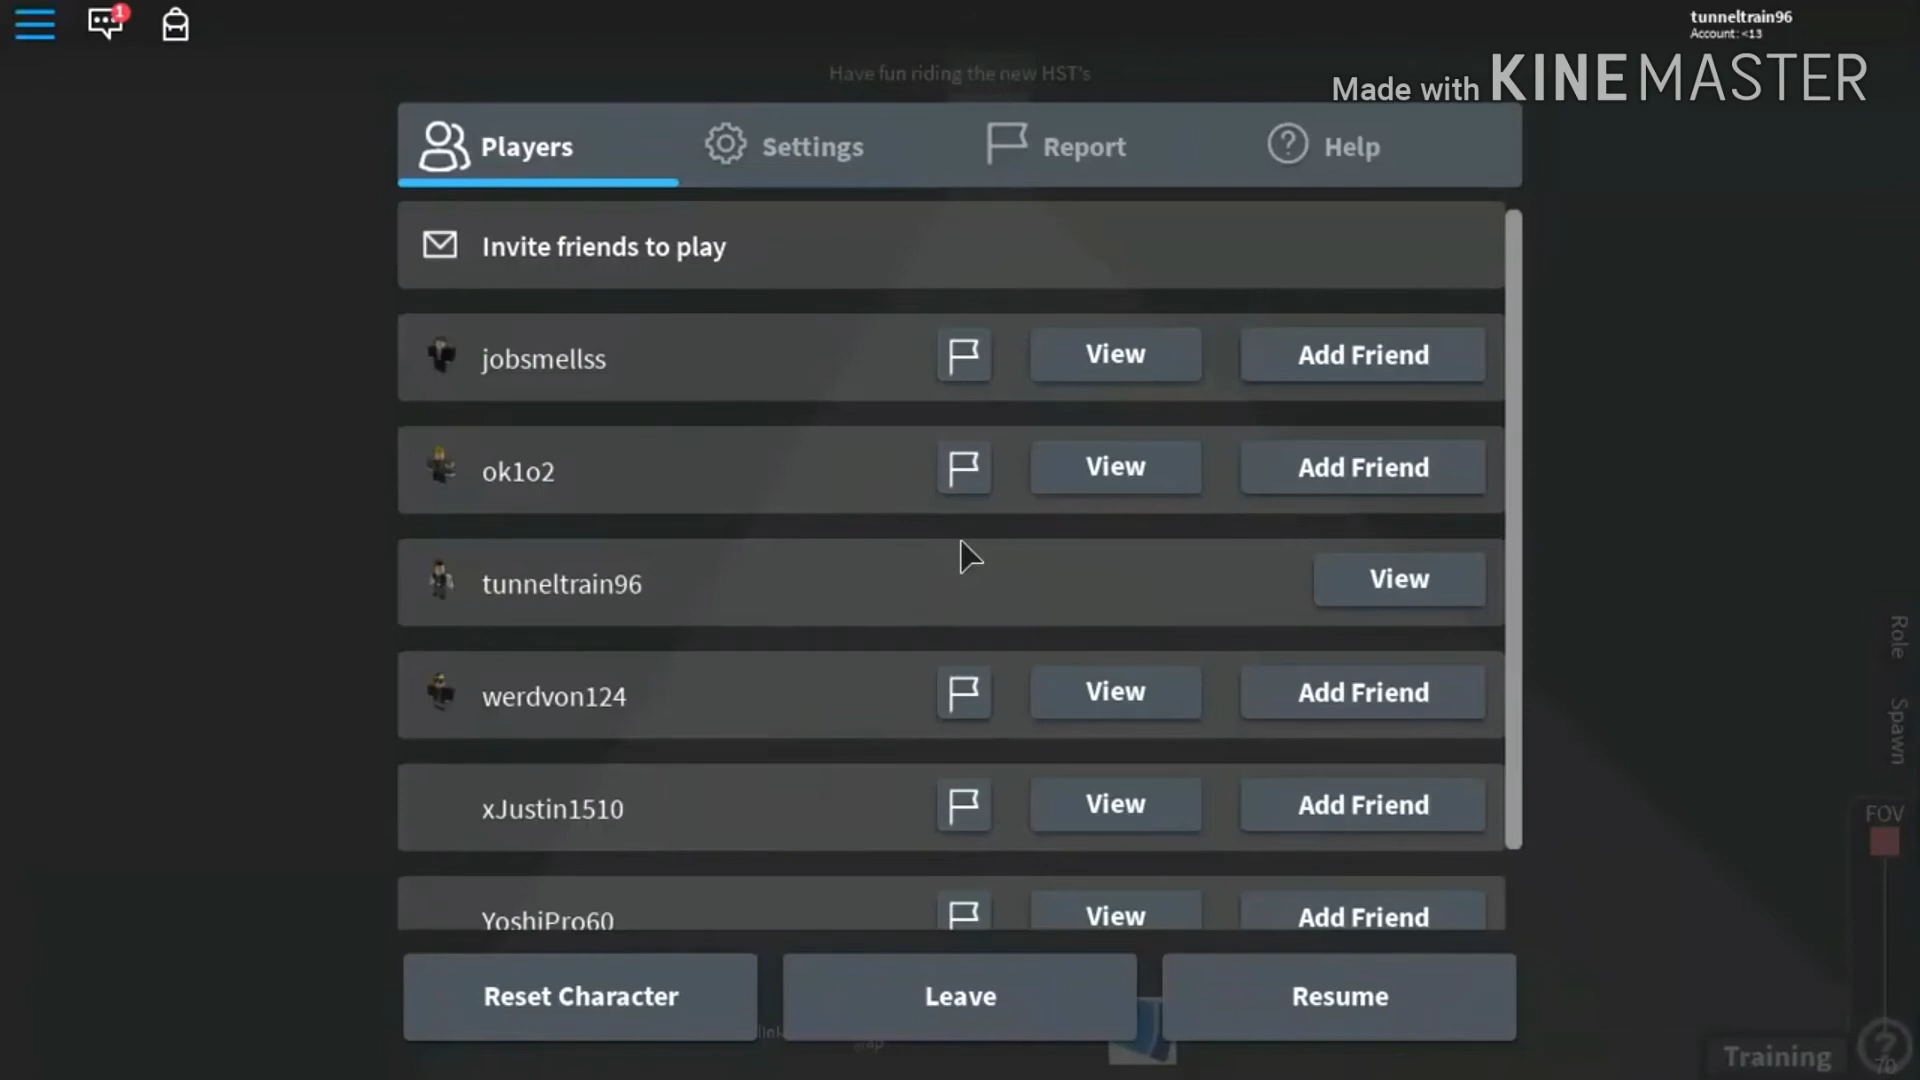 1
tunneltrain96
Account: <13
Have fun riding the new HST's
Made with KINEMASTER
Players Settings Report Help
Invite friends to play
jobsmellss View Add Friend
ok1o2 View Add Friend
tunneltrain96 View
werdvon124 View Add Friend
xJustin1510 View Add Friend
YoshiPro60 View Add Friend
Reset Character Leave Resume
Role
Spawn
FOV
Training
70